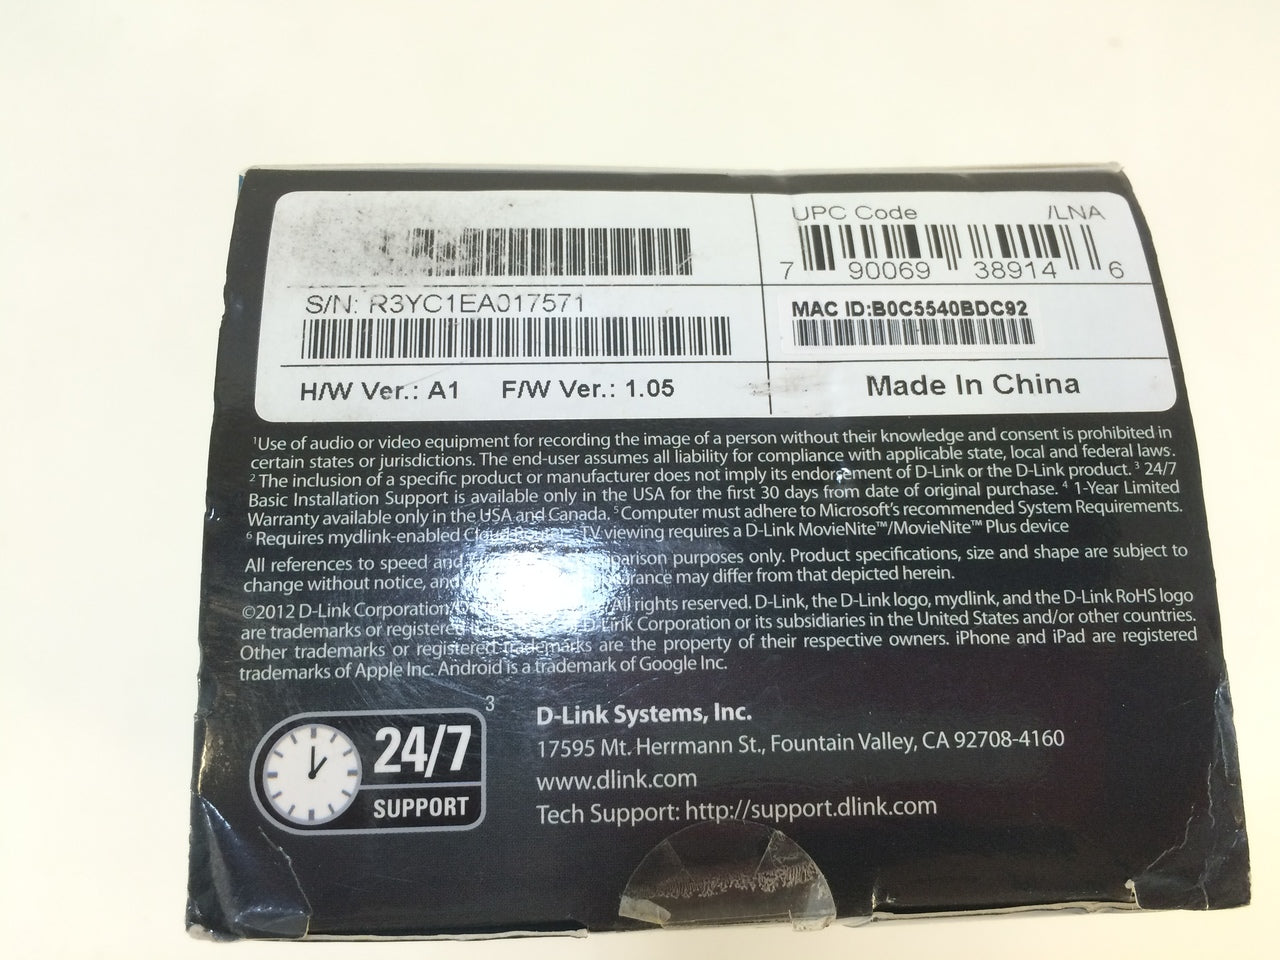 UPC Code /LNA
7 90069 38914 6
S/N: R3YC1EA017571
MAC ID:B0C5540BDC92
H/W Ver.: A1 F/W Ver.: 1.05
Made In China
¹Use of audio or video equipment for recording the image of a person without their knowledge and consent is prohibited in
certain states or jurisdictions. The end-user assumes all liability for compliance with applicable state, local and federal laws.
² The inclusion of a specific product or manufacturer does not imply its endorsement of D-Link or the D-Link product. ³ 24/7
Basic Installation Support is available only in the USA for the first 30 days from date of original purchase. ⁴ 1-Year Limited
Warranty available only in the USA and Canada. ⁵ Computer must adhere to Microsoft's recommended System Requirements.
⁶ Requires mydlink-enabled Cloud Router. TV viewing requires a D-Link MovieNite™/MovieNite™ Plus device
All references to speed and purposes only. Product specifications, size and shape are subject to
change without notice, and may differ from that depicted herein.
©2012 D-Link Corporation/ All rights reserved. D-Link, the D-Link logo, mydlink, and the D-Link RoHS logo
are trademarks or registered D-Link Corporation or its subsidiaries in the United States and/or other countries.
Other trademarks or registered trademarks are the property of their respective owners. iPhone and iPad are registered
trademarks of Apple Inc. Android is a trademark of Google Inc.
24/7 3
SUPPORT
D-Link Systems, Inc.
17595 Mt. Herrmann St., Fountain Valley, CA 92708-4160
www.dlink.com
Tech Support: http://support.dlink.com